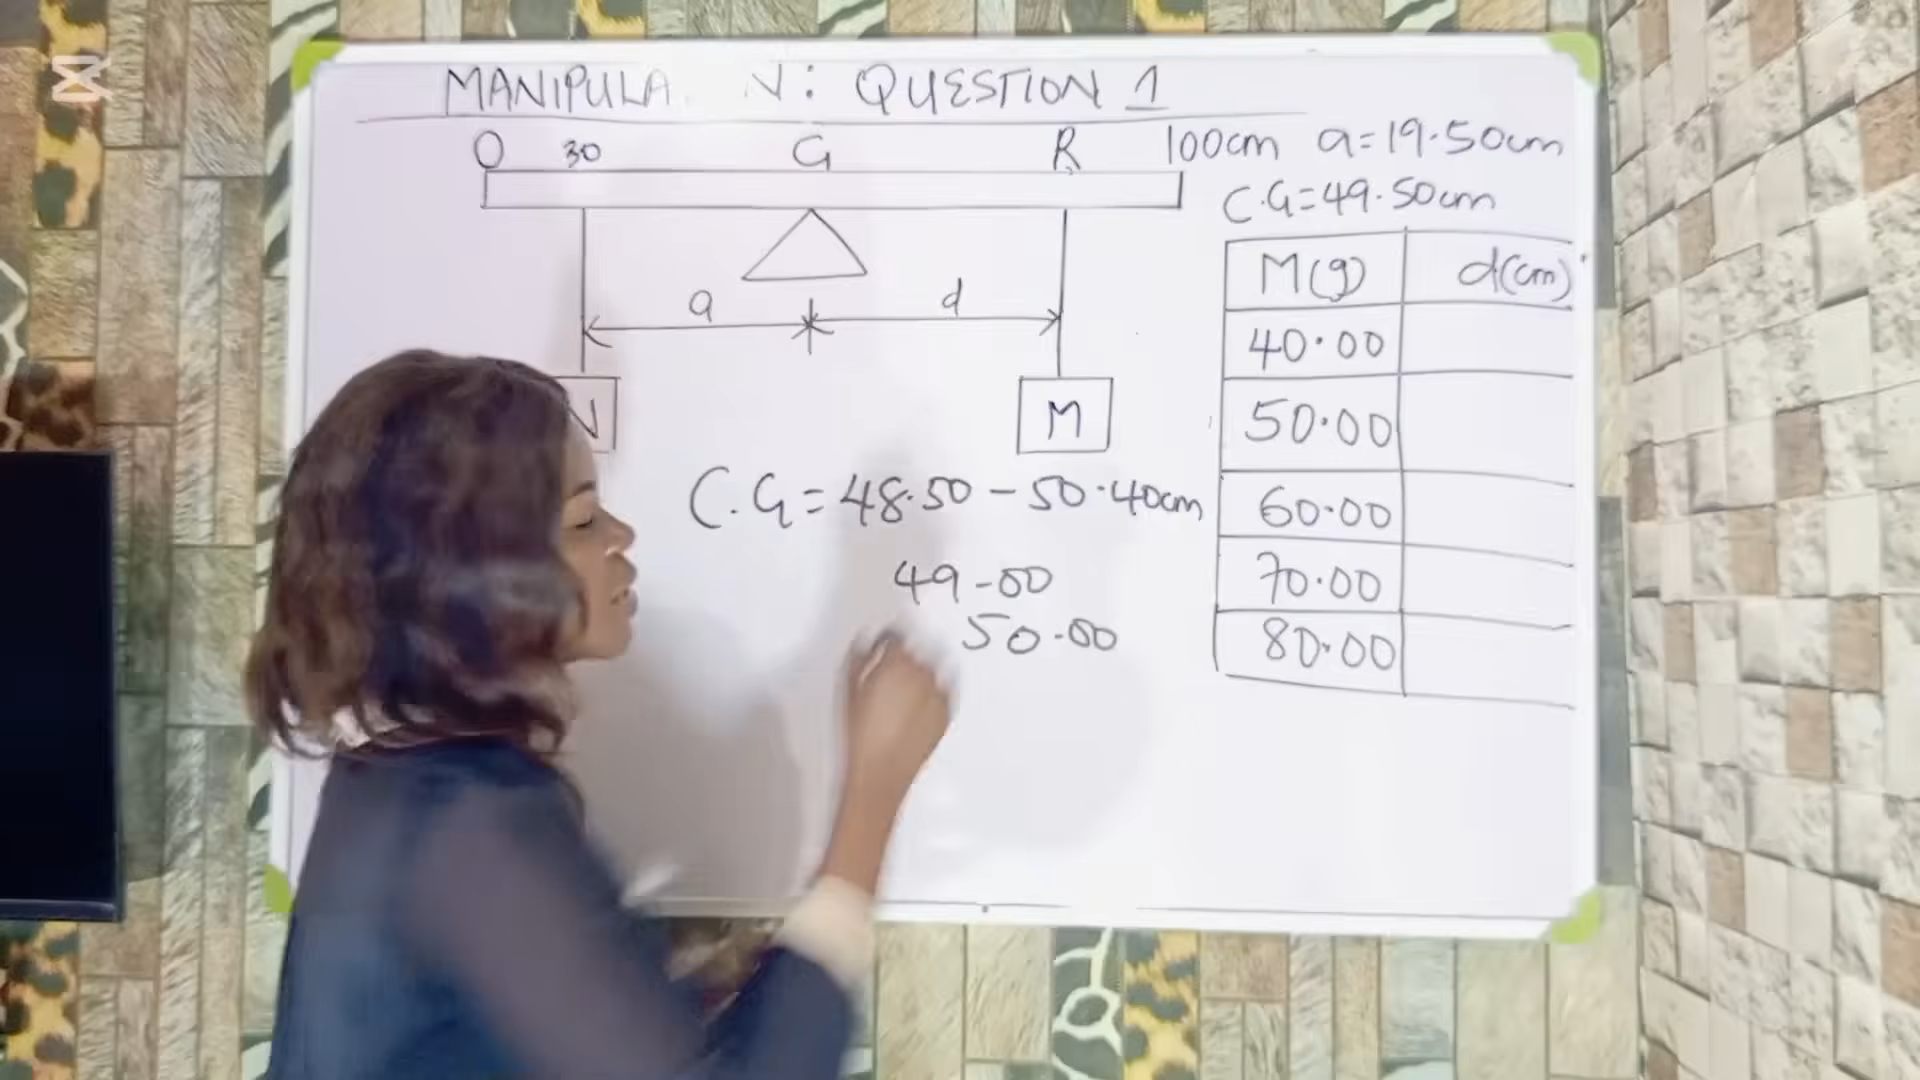 MANIPULA N: QUESTION 1
O 30 G R 100cm a=19.50cm
C.G=49.50cm
M(g) d(cm)
a d
40.00
N M
50.00
C.G=48.50-50.40cm
60.00
49-00
70.00
50-00
80.00